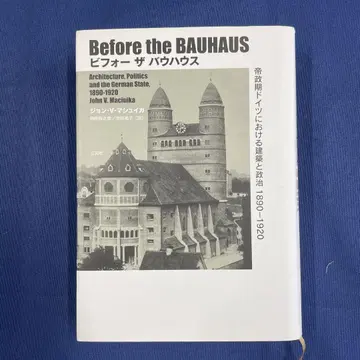 Before the BAUHAUS
ビフォー ザ バウハウス
Architecture, Politics
and the German State,
1890-1920
John V. Maciuika
ジョン・V・マシュイカ
帝政期ドイツにおける建築と政治 1890–1920